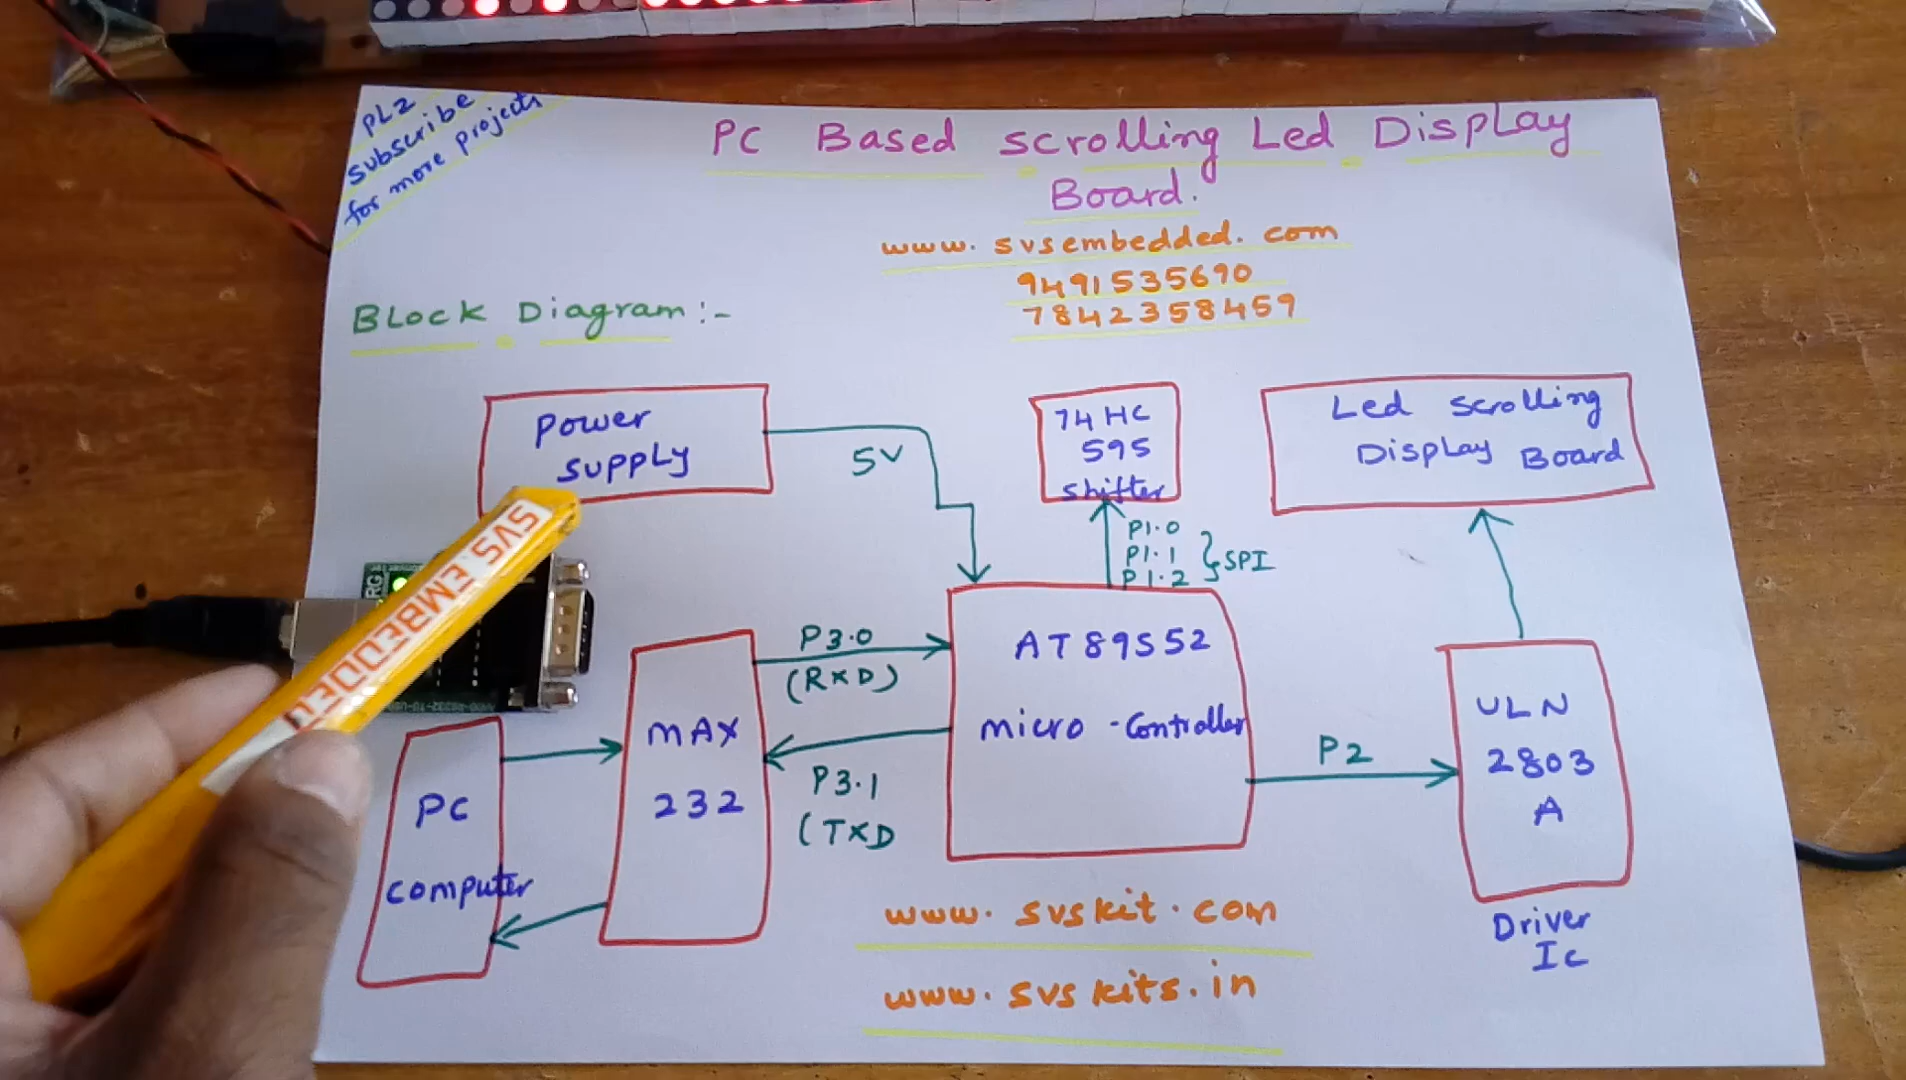 PL2
subscribe
for more projects
PC Based scrolling Led Display
Board.
www.svsembedded.com
9491535690
7842358459
Block Diagram:-
Power
supply
5V
74HC
595
shifter
Led scrolling
Display Board
P1.0
P1.1
P1.2
SPI
SVS EMBEDDED
P3.0
(RXD)
AT89S52
micro-controller
MAX
232
P3.1
(TXD
PC
computer
P2
ULN
2803
A
Driver
Ic
www.svskit.com
www.svskits.in